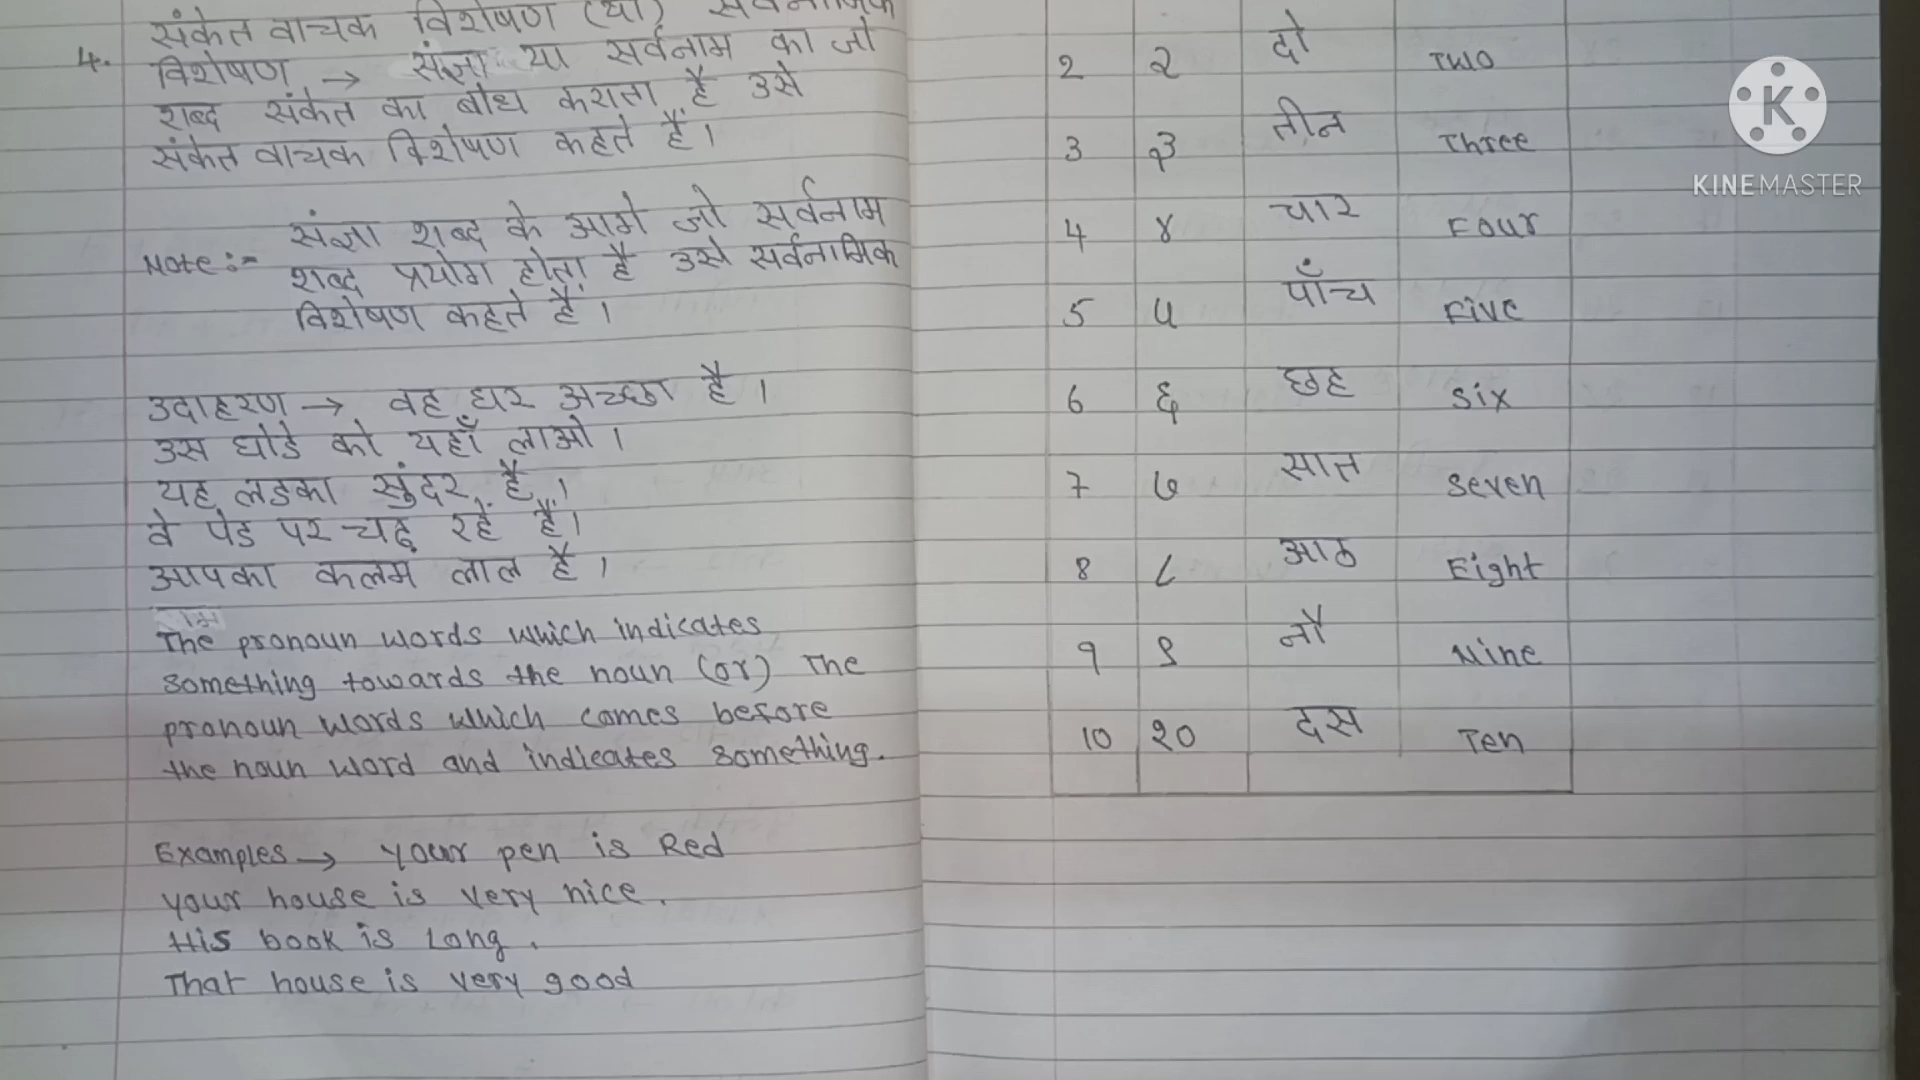 संकेत वाचक विशेषण (या) सर्वनामिक
4. विशेषण → संज्ञा या सर्वनाम का जो
शब्द संकेत का बोध कराता है उसे
संकेत वाचक विशेषण कहते हैं।
Note :- संज्ञा शब्द के आगे जो सर्वनाम
शब्द प्रयोग होता है उसे सर्वनामिक
विशेषण कहते हैं।
उदाहरण → वह घर अच्छा है।
उस घोडे को यहाँ लाओ।
यह लडका सुंदर है।
वे पेड पर चढ़ रहें हैं।
आपका कलम लाल है।
The pronoun words which indicates
something towards the noun (or) The
pronoun words which comes before
the noun word and indicates something.
Examples → your pen is Red
your house is very nice.
His book is Long.
That house is very good
2 २ दो Two
3 ३ तीन Three
4 ४ चार Four
5 ५ पाँच Five
6 ६ छह Six
7 ७ सात Seven
8 ८ आठ Eight
9 ९ नौ Nine
10 १० दस Ten
K
KINEMASTER